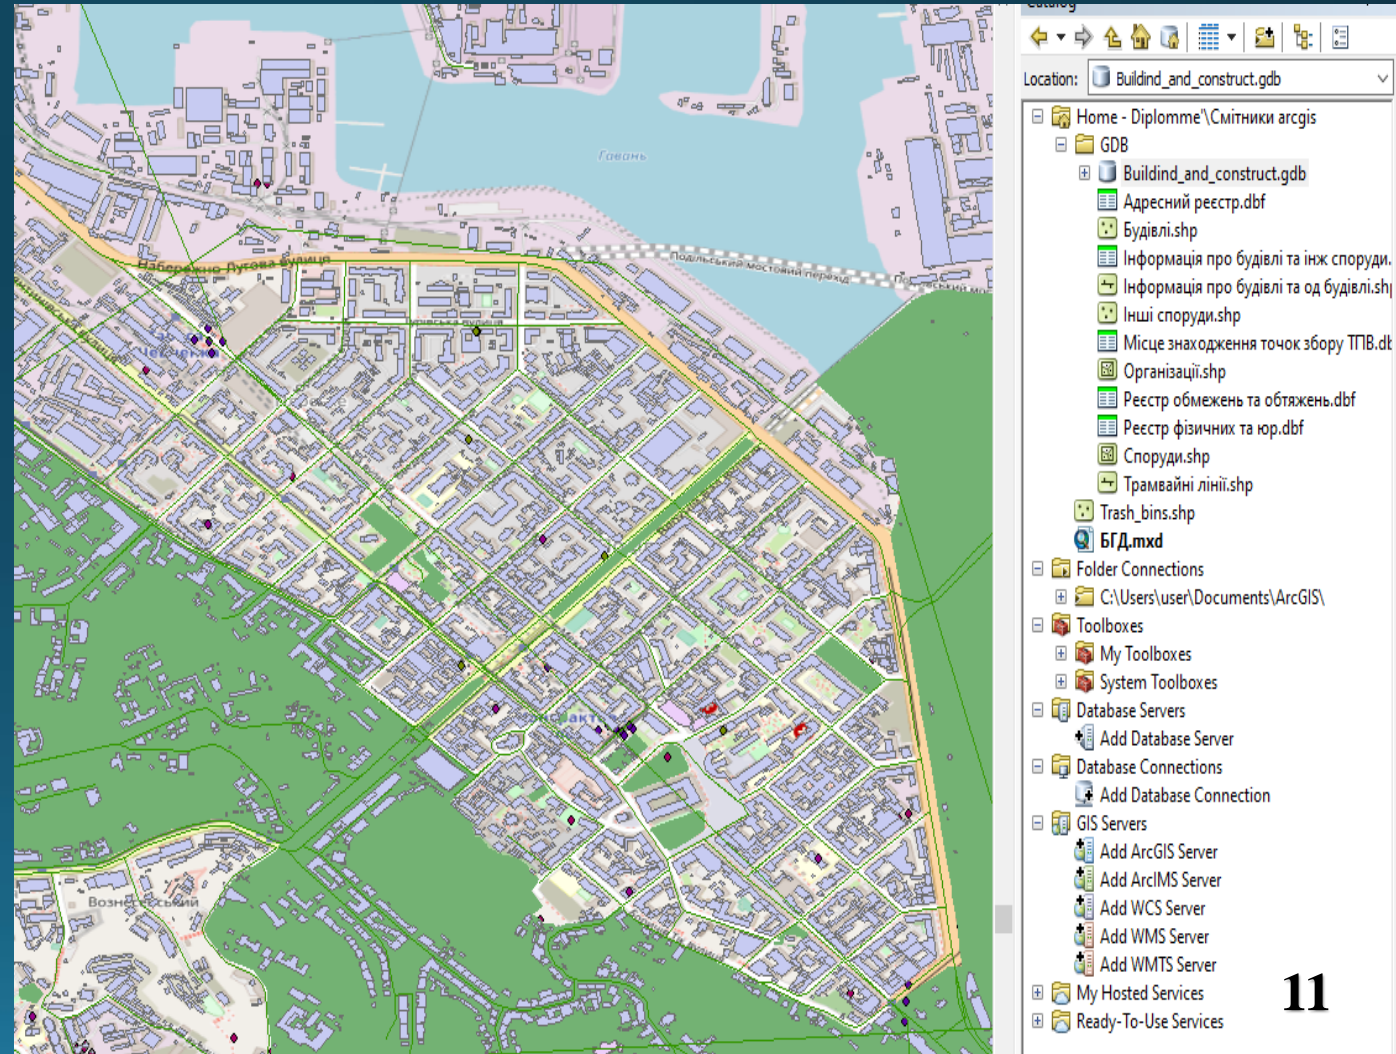 Catalog
Location: Buildind_and_construct.gdb
Home - Diplomme'\Смітники arcgis
GDB
Buildind_and_construct.gdb
Адресний реєстр.dbf
Будівлі.shp
Інформація про будівлі та інж споруди.
Інформація про будівлі та од будівлі.sh
Інші споруди.shp
Місце знаходження точок збору ТПВ.db
Організації.shp
Реєстр обмежень та обтяжень.dbf
Реєстр фізичних та юр.dbf
Споруди.shp
Трамвайні лінії.shp
Trash_bins.shp
БГД.mxd
Folder Connections
C:\Users\user\Documents\ArcGIS\
Toolboxes
My Toolboxes
System Toolboxes
Database Servers
Add Database Server
Database Connections
Add Database Connection
GIS Servers
Add ArcGIS Server
Add ArcIMS Server
Add WCS Server
Add WMS Server
Add WMTS Server
My Hosted Services
Ready-To-Use Services
11
Гавань
Набережно-Лугова вулиця
Подільський мостовий перехід
Вознесенський